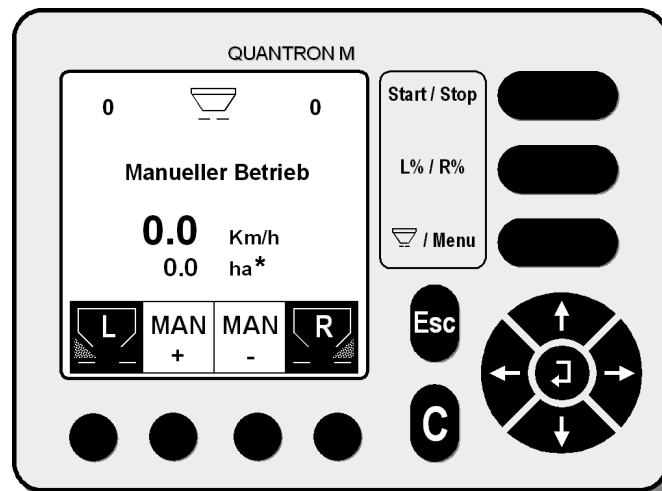 QUANTRON M
0 0
Manueller Betrieb
0.0 Km/h
0.0 ha*
L MAN + MAN - R
Start / Stop
L% / R%
/ Menu
Esc
C